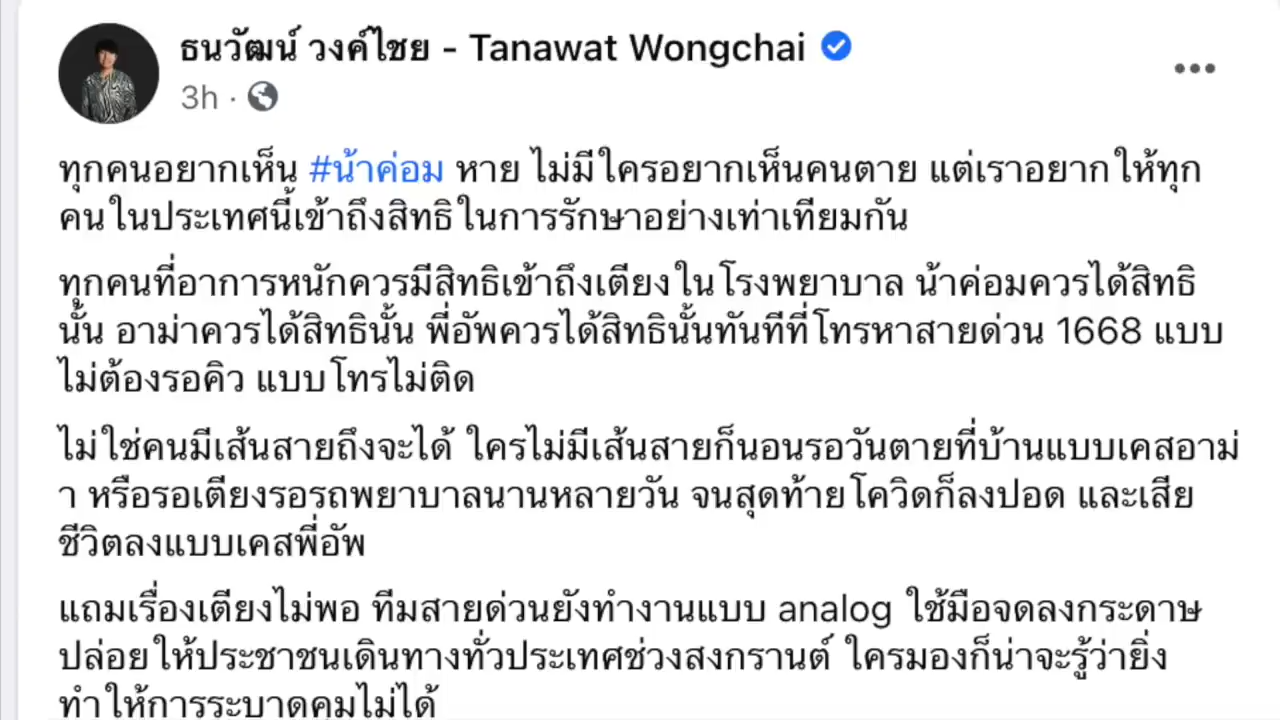 ธนวัฒน์ วงค์ไชย - Tanawat Wongchai
3h ·
ทุกคนอยากเห็น #น้าค่อม หาย ไม่มีใครอยากเห็นคนตาย แต่เราอยากให้ทุก
คนในประเทศนี้เข้าถึงสิทธิในการรักษาอย่างเท่าเทียมกัน
ทุกคนที่อาการหนักควรมีสิทธิเข้าถึงเตียงในโรงพยาบาล น้าค่อมควรได้สิทธิ
นั้น อาม่าควรได้สิทธินั้น พี่อัพควรได้สิทธินั้นทันทีที่โทรหาสายด่วน 1668 แบบ
ไม่ต้องรอคิว แบบโทรไม่ติด
ไม่ใช่คนมีเส้นสายถึงจะได้ ใครไม่มีเส้นสายก็นอนรอวันตายที่บ้านแบบเคสอาม่
า หรือรอเตียงรอรถพยาบาลนานหลายวัน จนสุดท้ายโควิดก็ลงปอด และเสีย
ชีวิตลงแบบเคสพี่อัพ
แถมเรื่องเตียงไม่พอ ทีมสายด่วนยังทำงานแบบ analog ใช้มือจดลงกระดาษ
ปล่อยให้ประชาชนเดินทางทั่วประเทศช่วงสงกรานต์ ใครมองก็น่าจะรู้ว่ายิ่ง
ทำให้การระบาดคุมไม่ได้